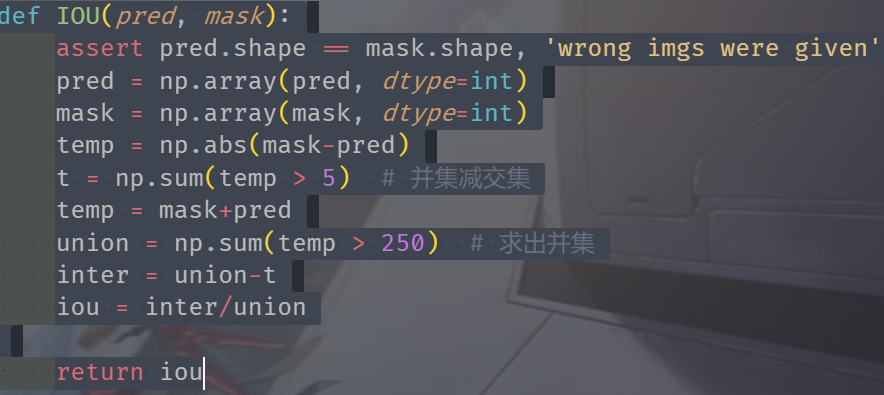 def IOU(pred, mask):
    assert pred.shape == mask.shape, 'wrong imgs were given'
    pred = np.array(pred, dtype=int)
    mask = np.array(mask, dtype=int)
    temp = np.abs(mask-pred)
    t = np.sum(temp > 5)  # 并集减交集
    temp = mask+pred
    union = np.sum(temp > 250)  # 求出并集
    inter = union-t
    iou = inter/union
    return iou